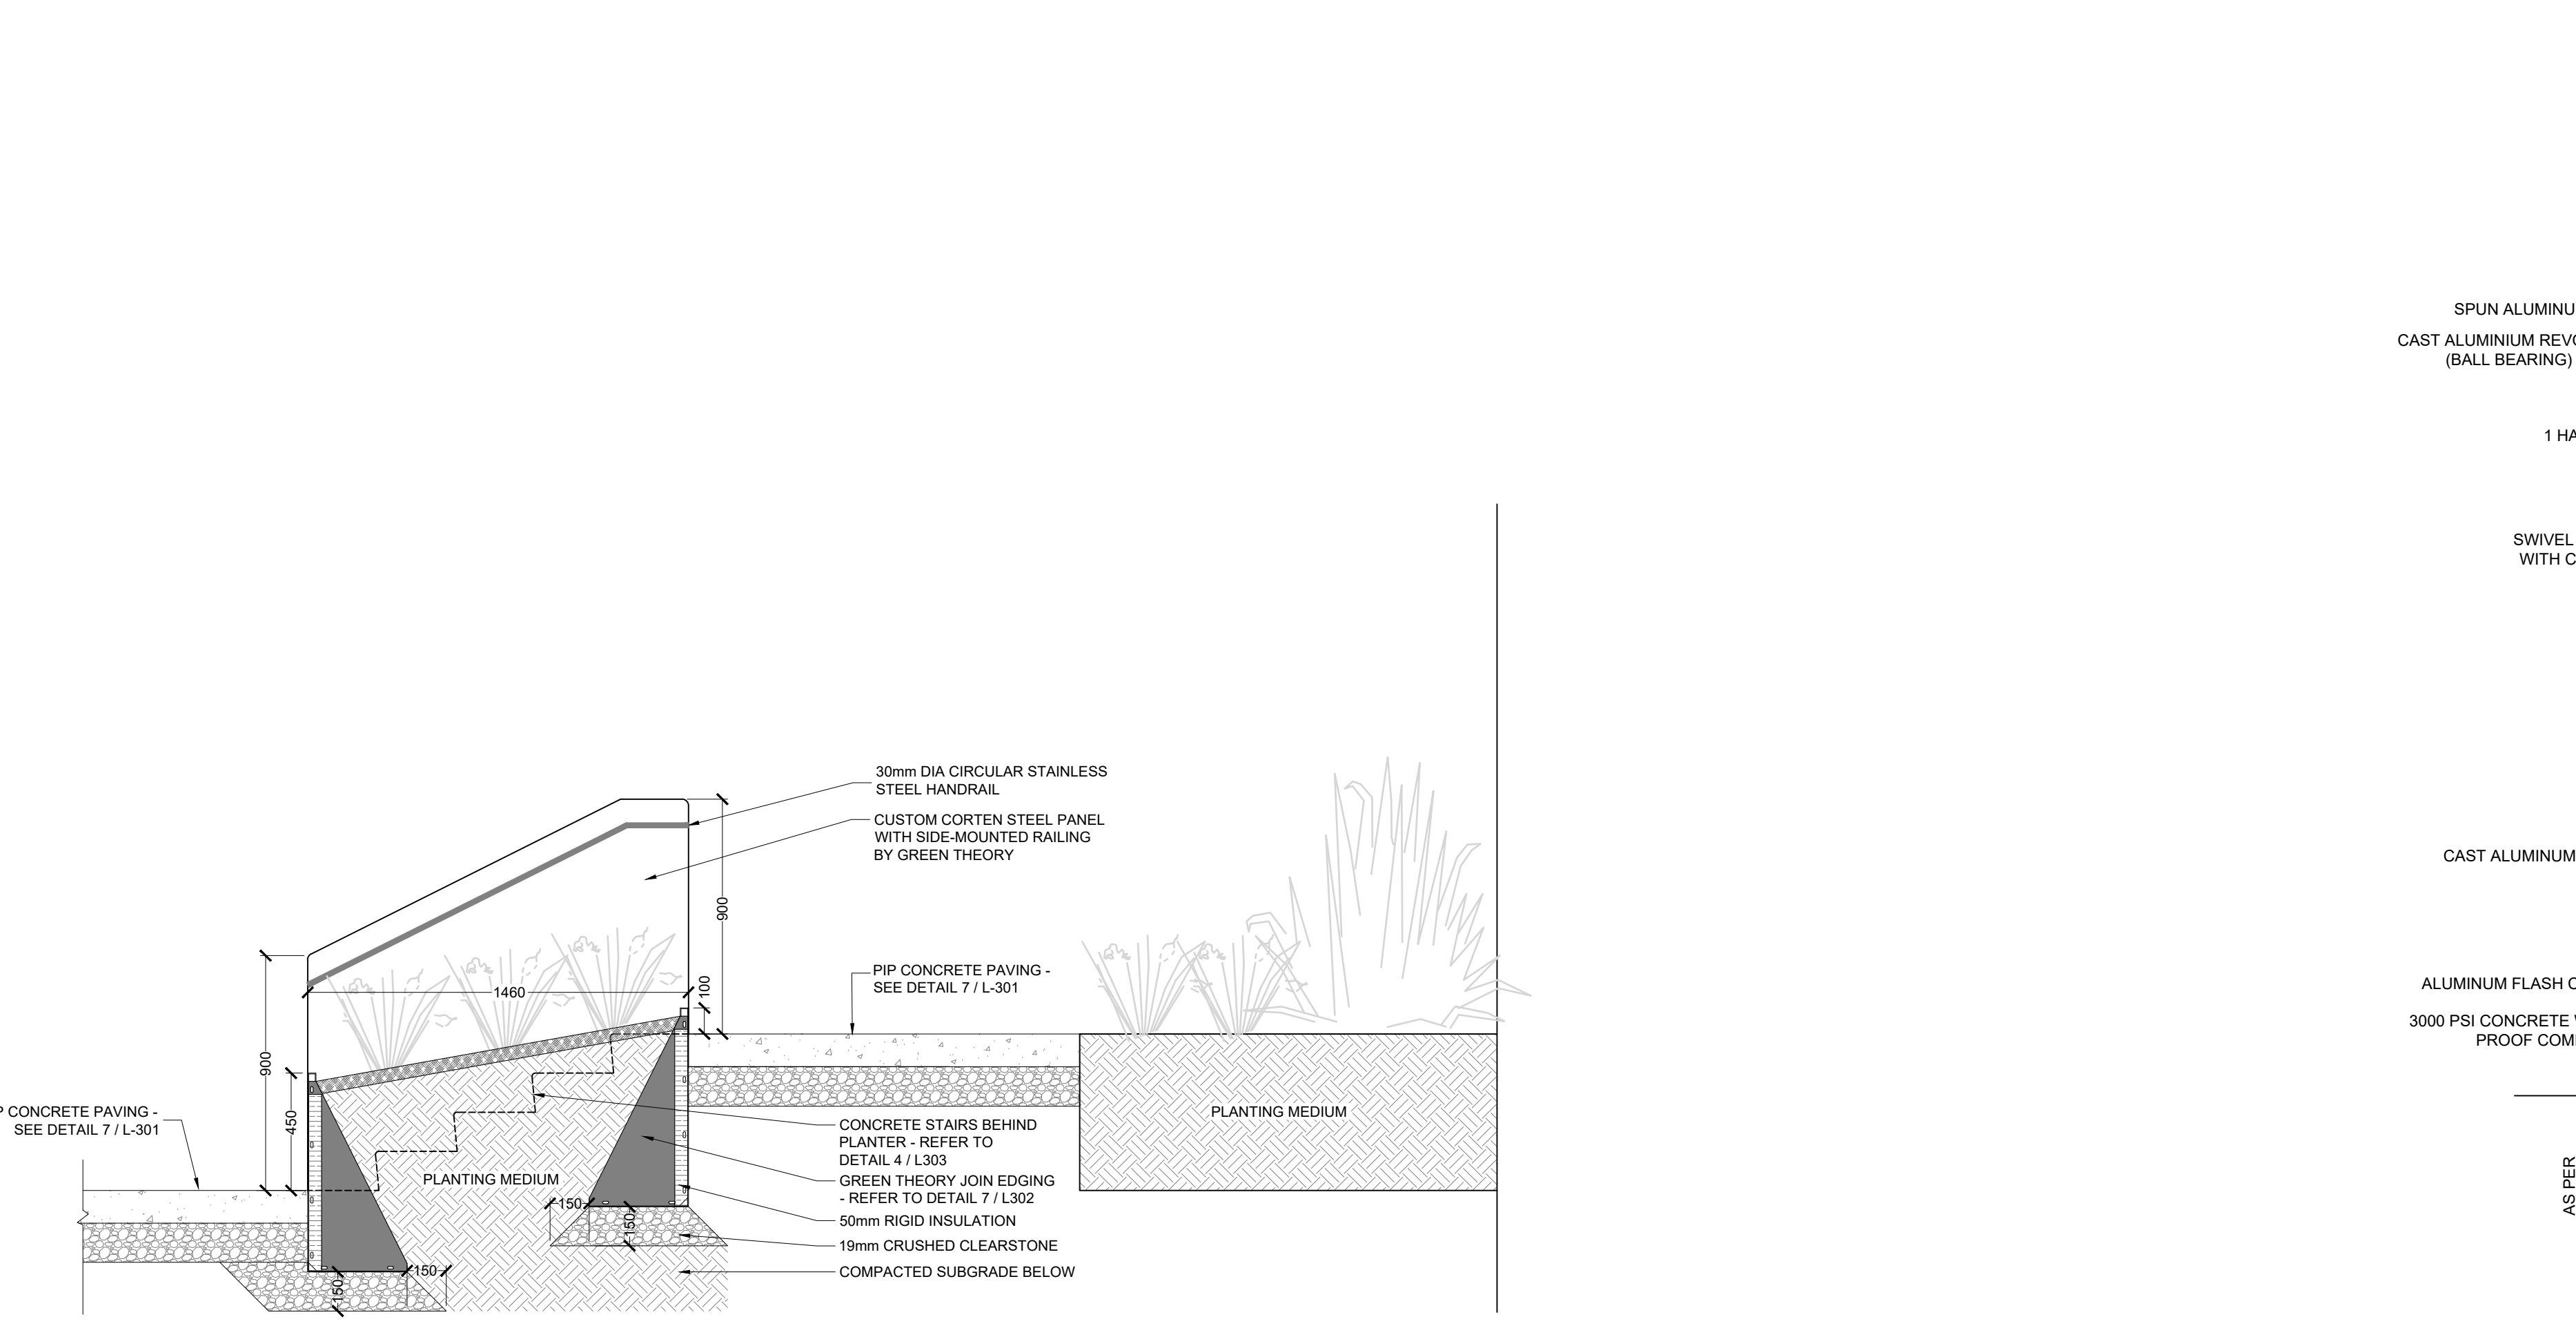 30mm DIA CIRCULAR STAINLESS
STEEL HANDRAIL
CUSTOM CORTEN STEEL PANEL
WITH SIDE-MOUNTED RAILING
BY GREEN THEORY
900
100
PIP CONCRETE PAVING -
SEE DETAIL 7 / L-301
1460
900
450
P CONCRETE PAVING -
SEE DETAIL 7 / L-301
PLANTING MEDIUM
PLANTING MEDIUM
CONCRETE STAIRS BEHIND
PLANTER - REFER TO
DETAIL 4 / L303
GREEN THEORY JOIN EDGING
- REFER TO DETAIL 7 / L302
50mm RIGID INSULATION
19mm CRUSHED CLEARSTONE
COMPACTED SUBGRADE BELOW
150
150
150
150
SPUN ALUMINU
CAST ALUMINIUM REVO
(BALL BEARING)
1 HA
SWIVEL
WITH C
CAST ALUMINUM
ALUMINUM FLASH C
3000 PSI CONCRETE W
PROOF COM
AS PER